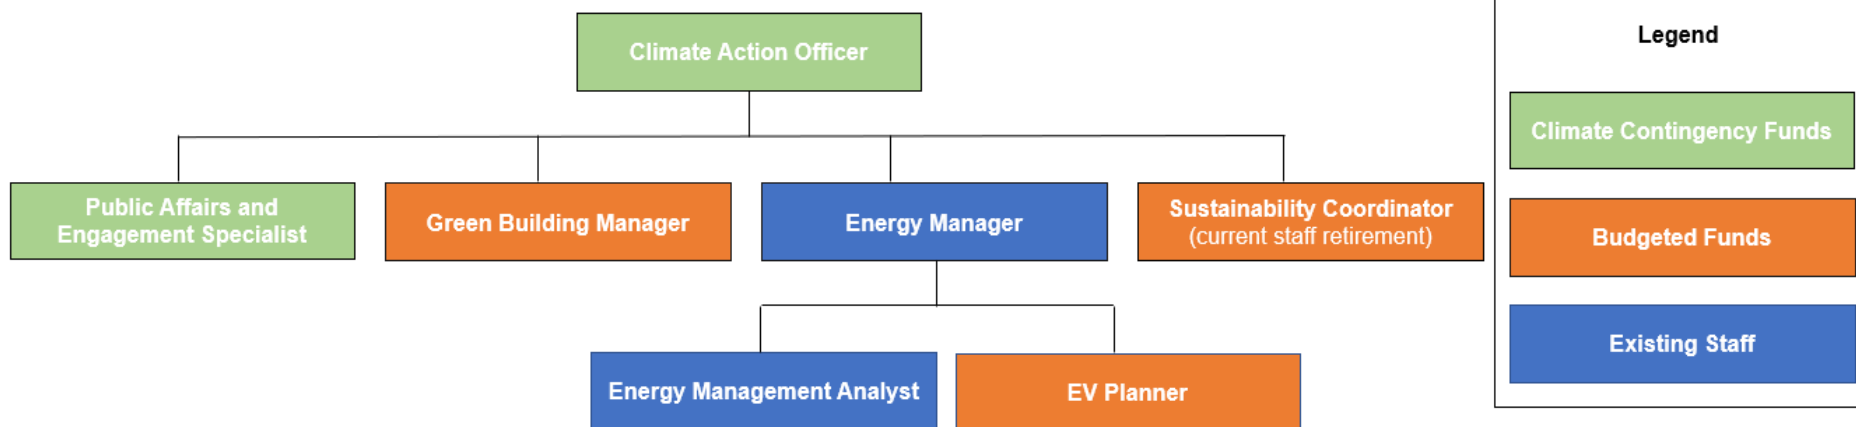 Climate Action Officer
Public Affairs and
Engagement Specialist
Green Building Manager
Energy Manager
Sustainability Coordinator
(current staff retirement)
Energy Management Analyst
EV Planner
Legend
Climate Contingency Funds
Budgeted Funds
Existing Staff